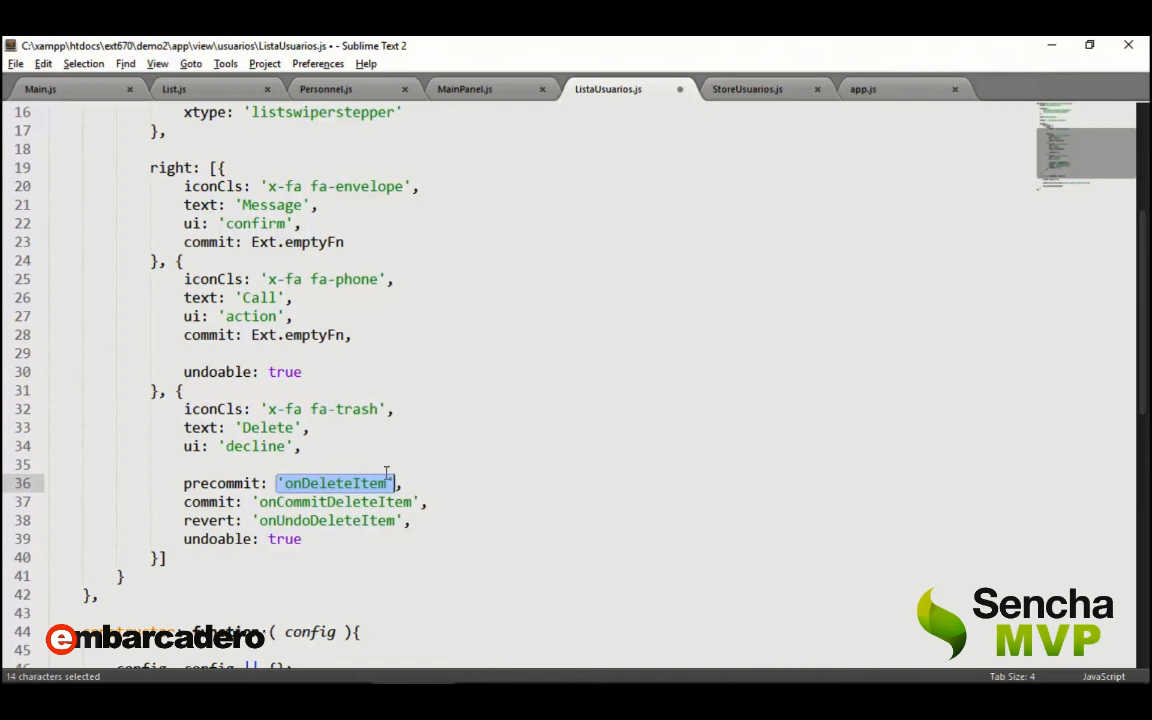 C:\xampp\htdocs\ext670\demo2\app\view\usuarios\ListaUsuarios.js • - Sublime Text 2
File Edit Selection Find View Goto Tools Project Preferences Help
Main.js List.js Personnel.js MainPanel.js ListaUsuarios.js StoreUsuarios.js app.js
16 xtype: 'listswiperstepper'
17 },
18
19 right: [{
20 iconCls: 'x-fa fa-envelope',
21 text: 'Message',
22 ui: 'confirm',
23 commit: Ext.emptyFn
24 }, {
25 iconCls: 'x-fa fa-phone',
26 text: 'Call',
27 ui: 'action',
28 commit: Ext.emptyFn,
29
30 undoable: true
31 }, {
32 iconCls: 'x-fa fa-trash',
33 text: 'Delete',
34 ui: 'decline',
35
36 precommit: 'onDeleteItem',
37 commit: 'onCommitDeleteItem',
38 revert: 'onUndoDeleteItem',
39 undoable: true
40 }]
41 }
42 },
43
44 ( config ){
45
config config || {};
embarcadero
Sencha
MVP
14 characters selected Tab Size: 4 JavaScript